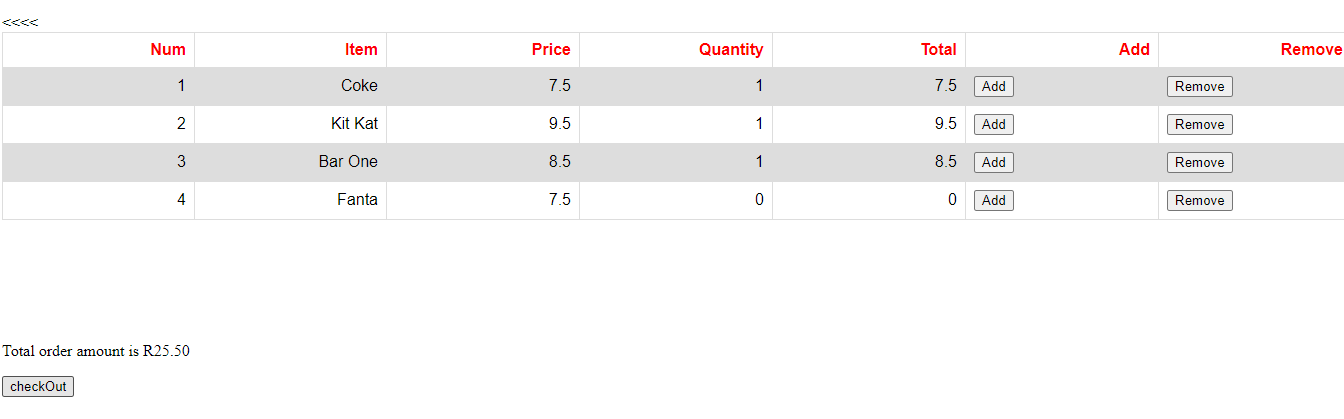 <<<<
Num Item Price Quantity Total Add Remove
1 Coke 7.5 1 7.5 Add Remove
2 Kit Kat 9.5 1 9.5 Add Remove
3 Bar One 8.5 1 8.5 Add Remove
4 Fanta 7.5 0 0 Add Remove
Total order amount is R25.50
checkOut